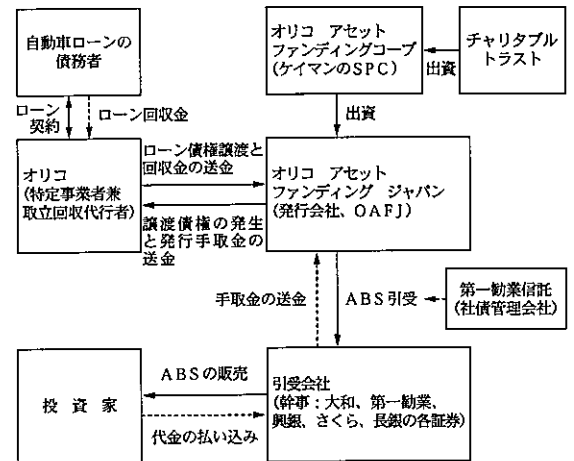 自動車ローンの
債務者
オリコ アセット
ファンディングコープ
(ケイマンのSPC)
チャリタブル
トラスト
出資
ローン
契約
ローン回収金
出資
オリコ
(特定事業者兼
取立回収代行者)
ローン債権譲渡と
回収金の送金
譲渡債権の発生
と発行手取金の
送金
オリコ アセット
ファンディング ジャパン
(発行会社、OAFJ)
手取金の送金
ABS引受
第一勧業信託
(社債管理会社)
投資家
ABSの販売
代金の払い込み
引受会社
(幹事:大和、第一勧業、
興銀、さくら、長銀の各証券)